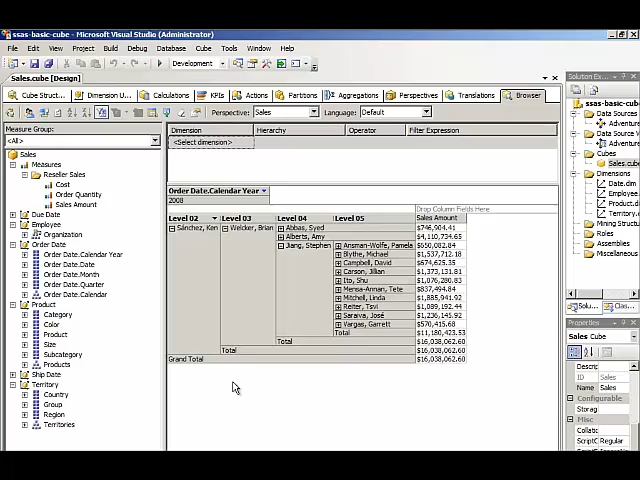 ssas-basic-cube - Microsoft Visual Studio (Administrator)
File Edit View Project Build Debug Database Cube Tools Window Help
Development
Sales.cube [Design]
Cube Struct... Dimension U... Calculations KPIs Actions Partitions Aggregations Perspectives Translations Browser
Perspective: Sales Language: Default
Measure Group:
<All>
Sales
Measures
Reseller Sales
Cost
Order Quantity
Sales Amount
Due Date
Employee
Organization
Order Date
Order Date.Calendar Year
Order Date.Date
Order Date.Month
Order Date.Quarter
Order Date.Calendar
Product
Category
Color
Product
Size
Subcategory
Products
Ship Date
Territory
Country
Group
Region
Territories
Dimension Hierarchy Operator Filter Expression
<Select dimension>
Order Date.Calendar Year
2008
Drop Column Fields Here
Level 02 Level 03 Level 04 Level 05 Sales Amount
Sánchez, Ken Welcker, Brian Abbas, Syed $746,904.41
Alberts, Amy $4,110,734.65
Jiang, Stephen Ansman-Wolfe, Pamela $650,082.84
Blythe, Michael $1,537,712.18
Campbell, David $674,625.35
Carson, Jillian $1,373,131.81
Ito, Shu $1,076,280.83
Mensa-Annan, Tete $837,494.84
Mitchell, Linda $1,885,941.92
Reiter, Tsvi $1,089,192.44
Saraiva, José $1,236,145.92
Vargas, Garrett $570,415.68
Total $11,180,423.53
Total $16,038,062.60
Total $16,038,062.60
Grand Total $16,038,062.60
Solution Ex...
ssas-basic-cube
Data Sources
Adventure
Data Source V
Adventure
Cubes
Sales.cube
Dimensions
Date.dim
Employee.
Product.d
Territory.
Mining Struct
Roles
Assemblies
Miscellaneous
Solu... Clas...
Properties
Sales Cube
Descri
ID Sales
Name Sales
Configurable
Storag
Misc
Collati
ScriptC Regular